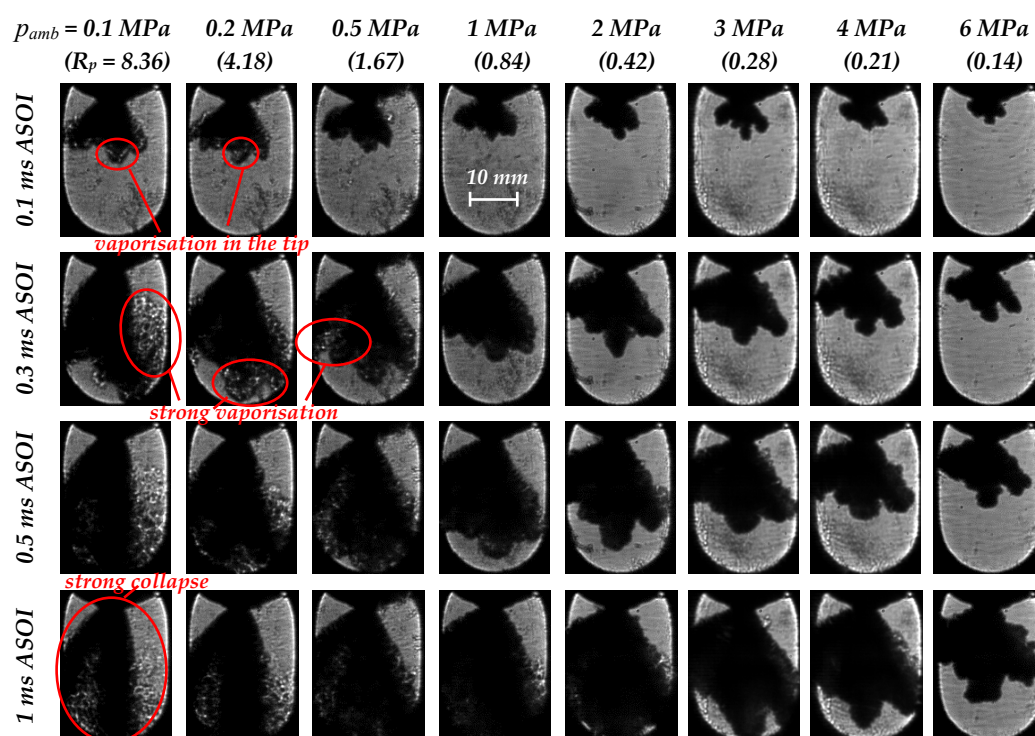 p_amb = 0.1 MPa 0.2 MPa 0.5 MPa 1 MPa 2 MPa 3 MPa 4 MPa 6 MPa
(R_p = 8.36) (4.18) (1.67) (0.84) (0.42) (0.28) (0.21) (0.14)
0.1 ms ASOI
10 mm
vaporisation in the tip
0.3 ms ASOI
strong vaporisation
0.5 ms ASOI
strong collapse
1 ms ASOI